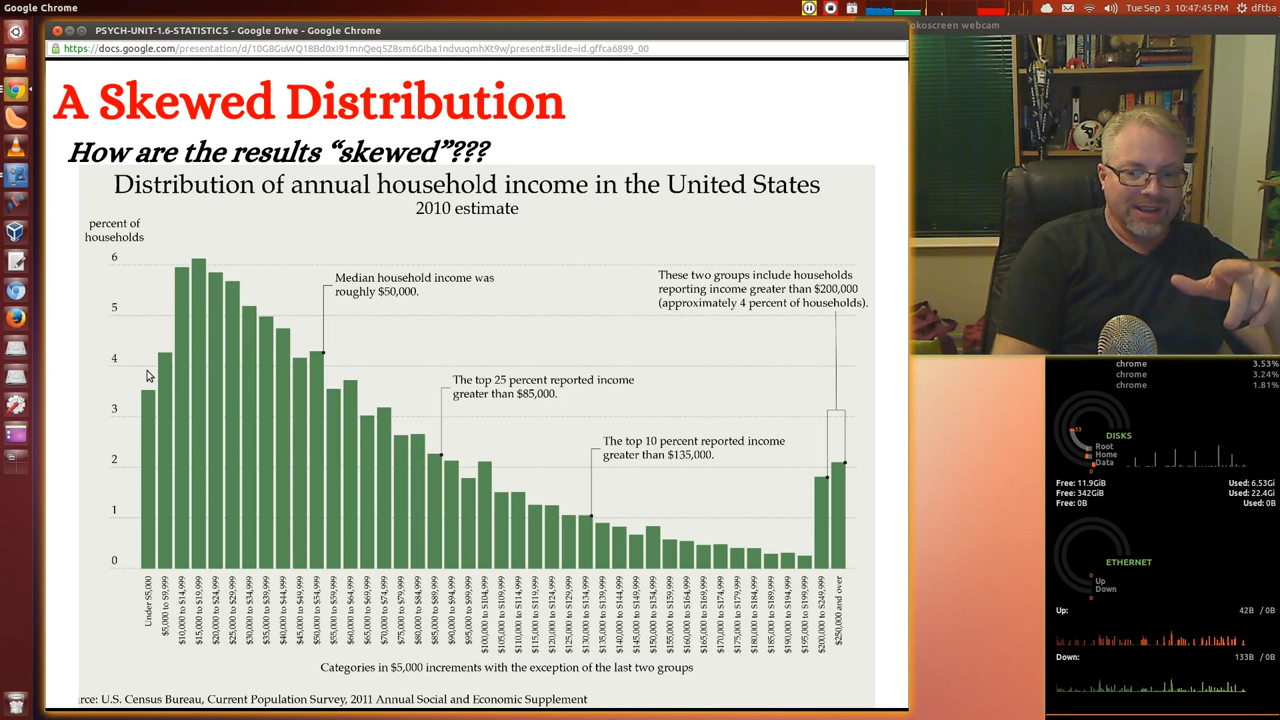 Google Chrome
Tue Sep 3 10:47:45 PM
dftba
PSYCH-UNIT-1.6-STATISTICS - Google Drive - Google Chrome
okoscreen webcam
A Skewed Distribution
How are the results “skewed”???
Distribution of annual household income in the United States
2010 estimate
percent of
households
6
5
4
3
2
1
0
Median household income was
roughly $50,000.
The top 25 percent reported income
greater than $85,000.
The top 10 percent reported income
greater than $135,000.
These two groups include households
reporting income greater than $200,000
(approximately 4 percent of households).
Under $5,000
$5,000 to $9,999
$10,000 to $14,999
$15,000 to $19,999
$20,000 to $24,999
$25,000 to $29,999
$30,000 to $34,999
$35,000 to $39,999
$40,000 to $44,999
$45,000 to $49,999
$50,000 to $54,999
$55,000 to $59,999
$60,000 to $64,999
$65,000 to $69,999
$70,000 to $74,999
$75,000 to $79,999
$80,000 to $84,999
$85,000 to $89,999
$90,000 to $94,999
$95,000 to $99,999
$100,000 to $104,999
$105,000 to $109,999
$110,000 to $114,999
$115,000 to $119,999
$120,000 to $124,999
$125,000 to $129,999
$130,000 to $134,999
$135,000 to $139,999
$140,000 to $144,999
$145,000 to $149,999
$150,000 to $154,999
$155,000 to $159,999
$160,000 to $164,999
$165,000 to $169,999
$170,000 to $174,999
$175,000 to $179,999
$180,000 to $184,999
$185,000 to $189,999
$190,000 to $194,999
$195,000 to $199,999
$200,000 to $249,999
$250,000 and over
Categories in $5,000 increments with the exception of the last two groups
rce: U.S. Census Bureau, Current Population Survey, 2011 Annual Social and Economic Supplement
chrome 3.53%
chrome 3.24%
chrome 1.81%
DISKS
Root
Home
Data
Free: 11.9GiB Used: 6.53Gi
Free: 342GiB Used: 22.4Gi
Free: 0B Used: 0B
ETHERNET
Up
Down
Up: 42B / 0B
Down: 133B / 0B